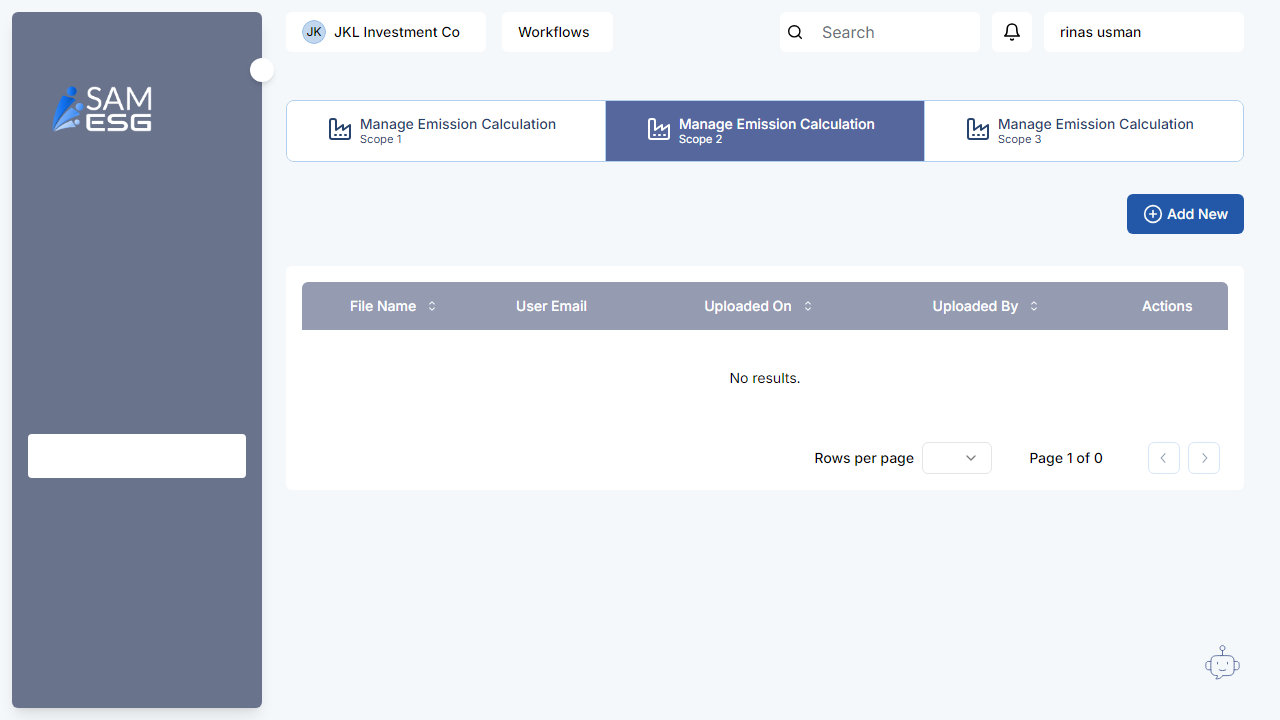 SAM
ESG
JK JKL Investment Co
Workflows
Search
rinas usman
Manage Emission Calculation
Scope 1
Manage Emission Calculation
Scope 2
Manage Emission Calculation
Scope 3
Add New
File Name User Email Uploaded On Uploaded By Actions
No results.
Rows per page Page 1 of 0